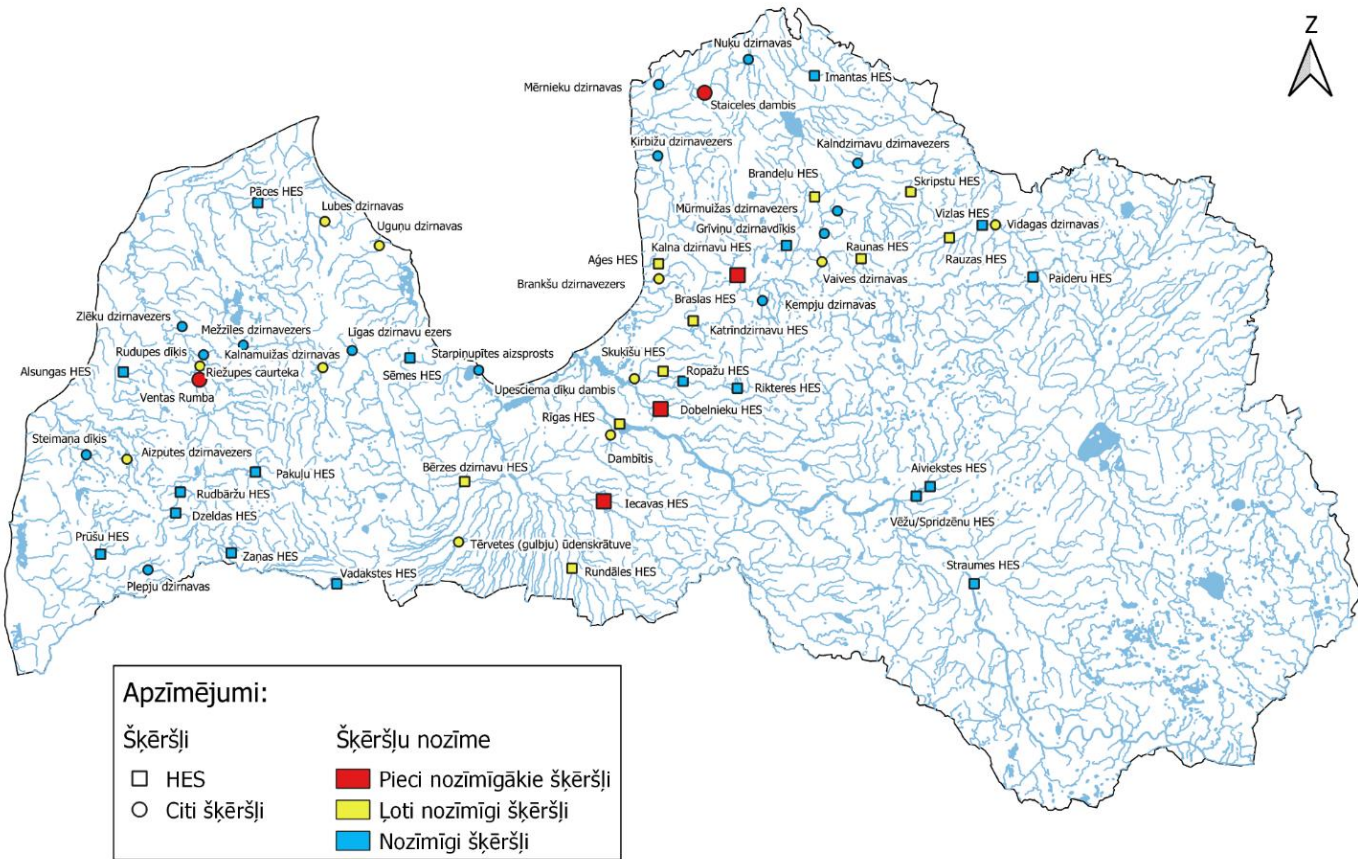 Z
Nuķu dzirnavas
Imantas HES
Mērnieku dzirnavas
Staiceles dambis
Ķirbižu dzirnavezers
Kalndzirnavu dzirnavezers
Brandeļu HES
Skripstu HES
Pāces HES
Lubes dzirnavas
Mūrmuižas dzirnavezers
Vizlas HES
Vidagas dzirnavas
Uguņu dzirnavas
Grīviņu dzirnavdīķis
Kalna dzirnavu HES
Raunas HES
Rauzas HES
Aģes HES
Vaives dzirnavas
Paideru HES
Brankšu dzirnavezers
Braslas HES
Ķempju dzirnavas
Zlēku dzirnavezers
Mežzīles dzirnavezers
Līgas dzirnavu ezers
Katrīndzirnavu HES
Rudupes dīķis
Kalnamuižas dzirnavas
Starpiņupītes aizsprosts
Skuķīšu HES
Alsungas HES
Riežupes caurteka
Sēmes HES
Ropažu HES
Ventas Rumba
Upesciema dīķu dambis
Rikteres HES
Rīgas HES
Dobelnieku HES
Steimaņa dīķis
Aizputes dzirnavezers
Dambītis
Pakuļu HES
Bērzes dzirnavu HES
Aiviekstes HES
Rudbāržu HES
Iecavas HES
Dzeldas HES
Vēžu/Spridzēnu HES
Prūšu HES
Zaņas HES
Tērvetes (gulbju) ūdenskrātuve
Plepju dzirnavas
Vadakstes HES
Rundāles HES
Straumes HES
Apzīmējumi:
Šķēršļi
Šķēršļu nozīme
HES
Pieci nozīmīgākie šķēršļi
Citi šķēršļi
Ļoti nozīmīgi šķēršļi
Nozīmīgi šķēršļi